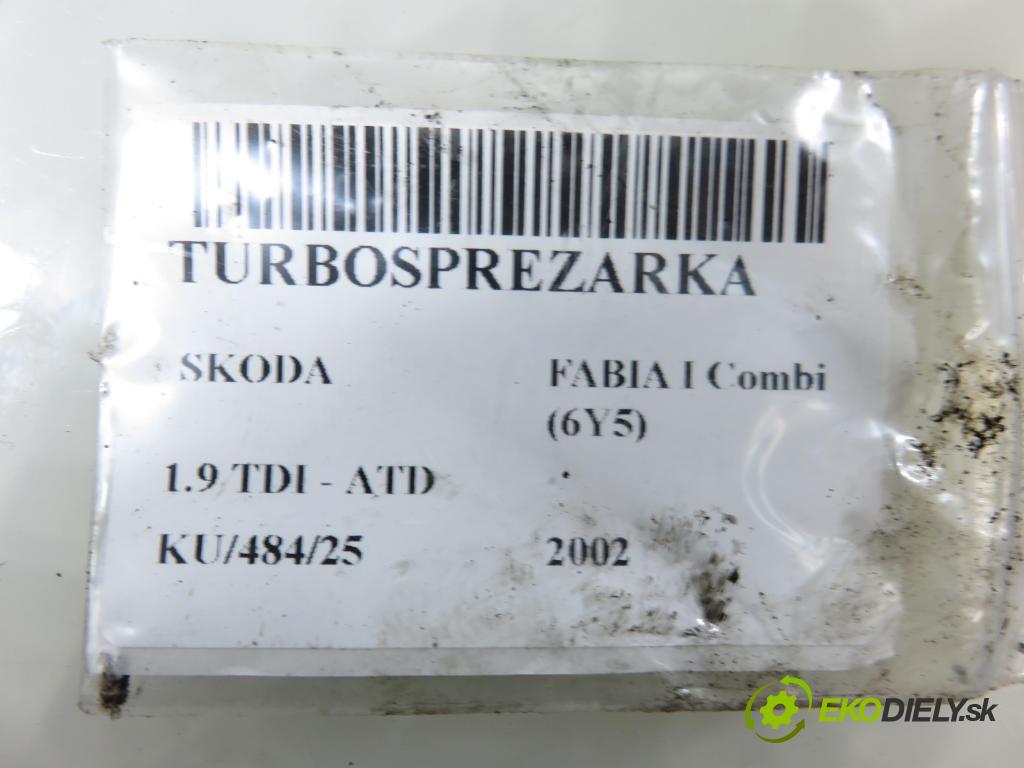 TURBOSPREZARKA
SKODA
FABIA I Combi
(6Y5)
1.9 TDI - ATD
.
KU/484/25
2002
EKODIELY.sk